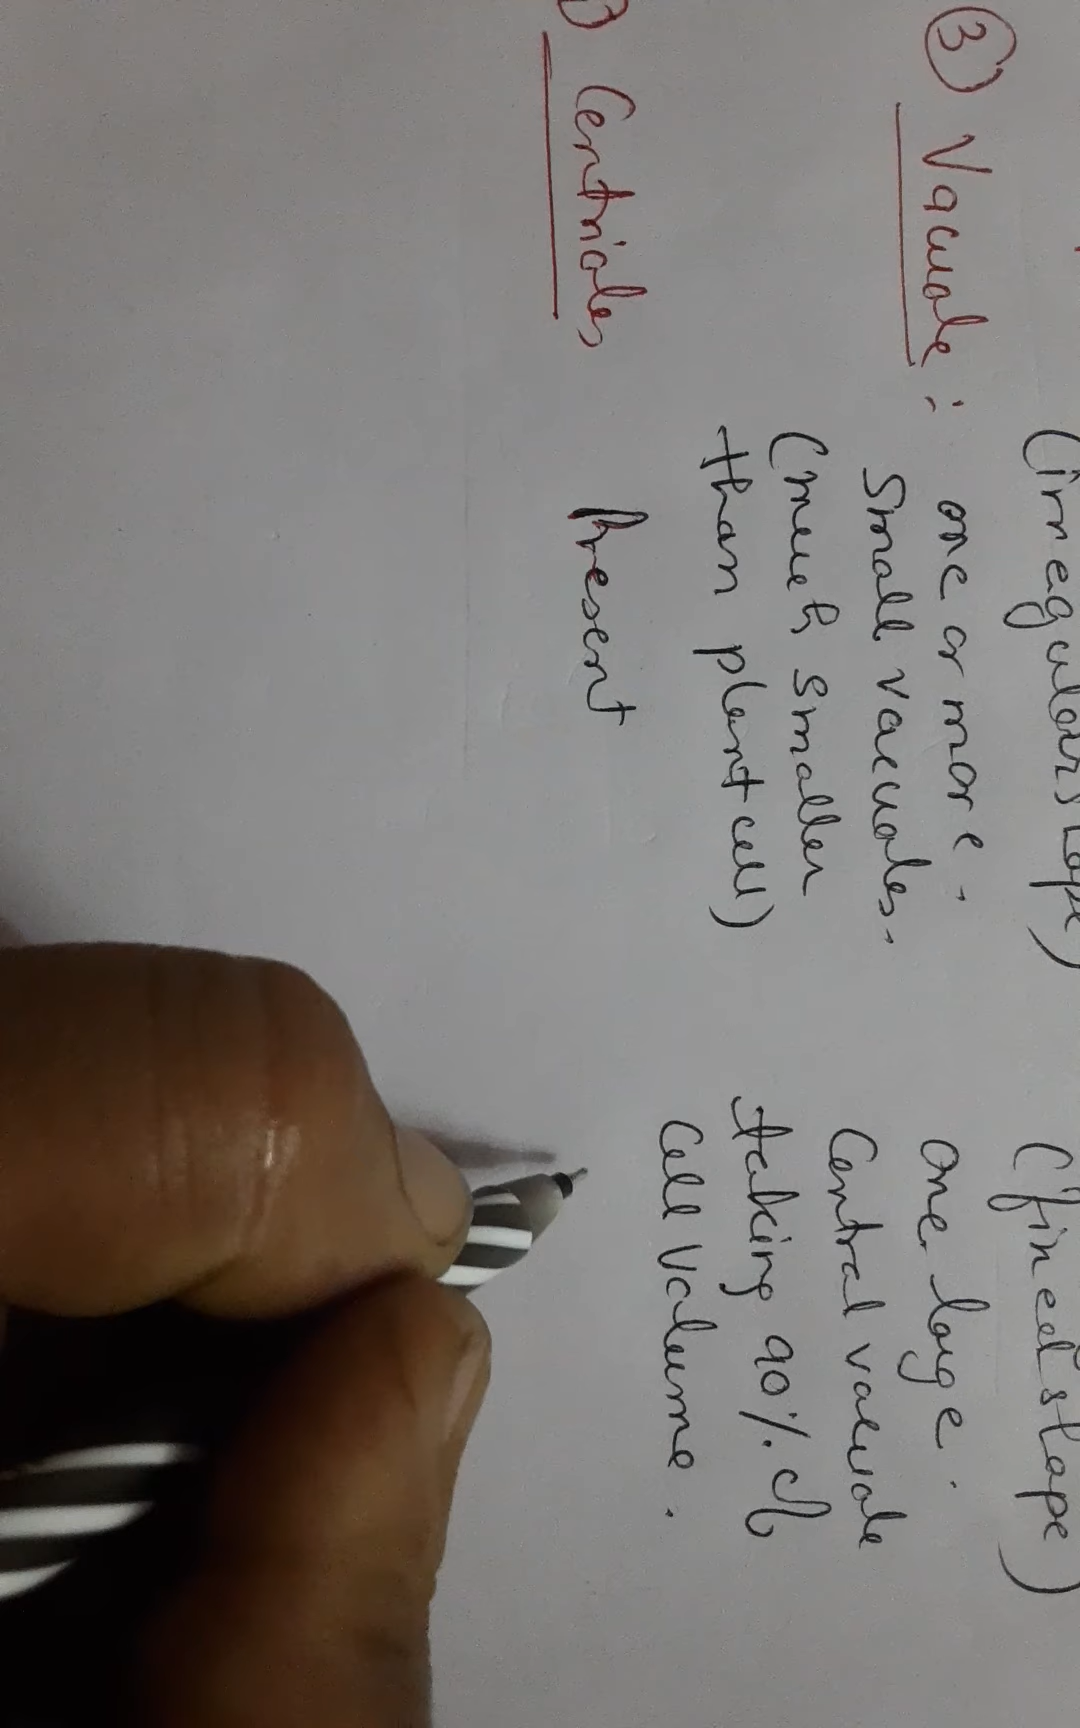 (irregular shape) (fixed shape)
③ Vacuole : one or more one large
small vacuoles. Central vacuole
(much smaller taking 90% of
than plant cell) Cell Volume.
Centrioles Present